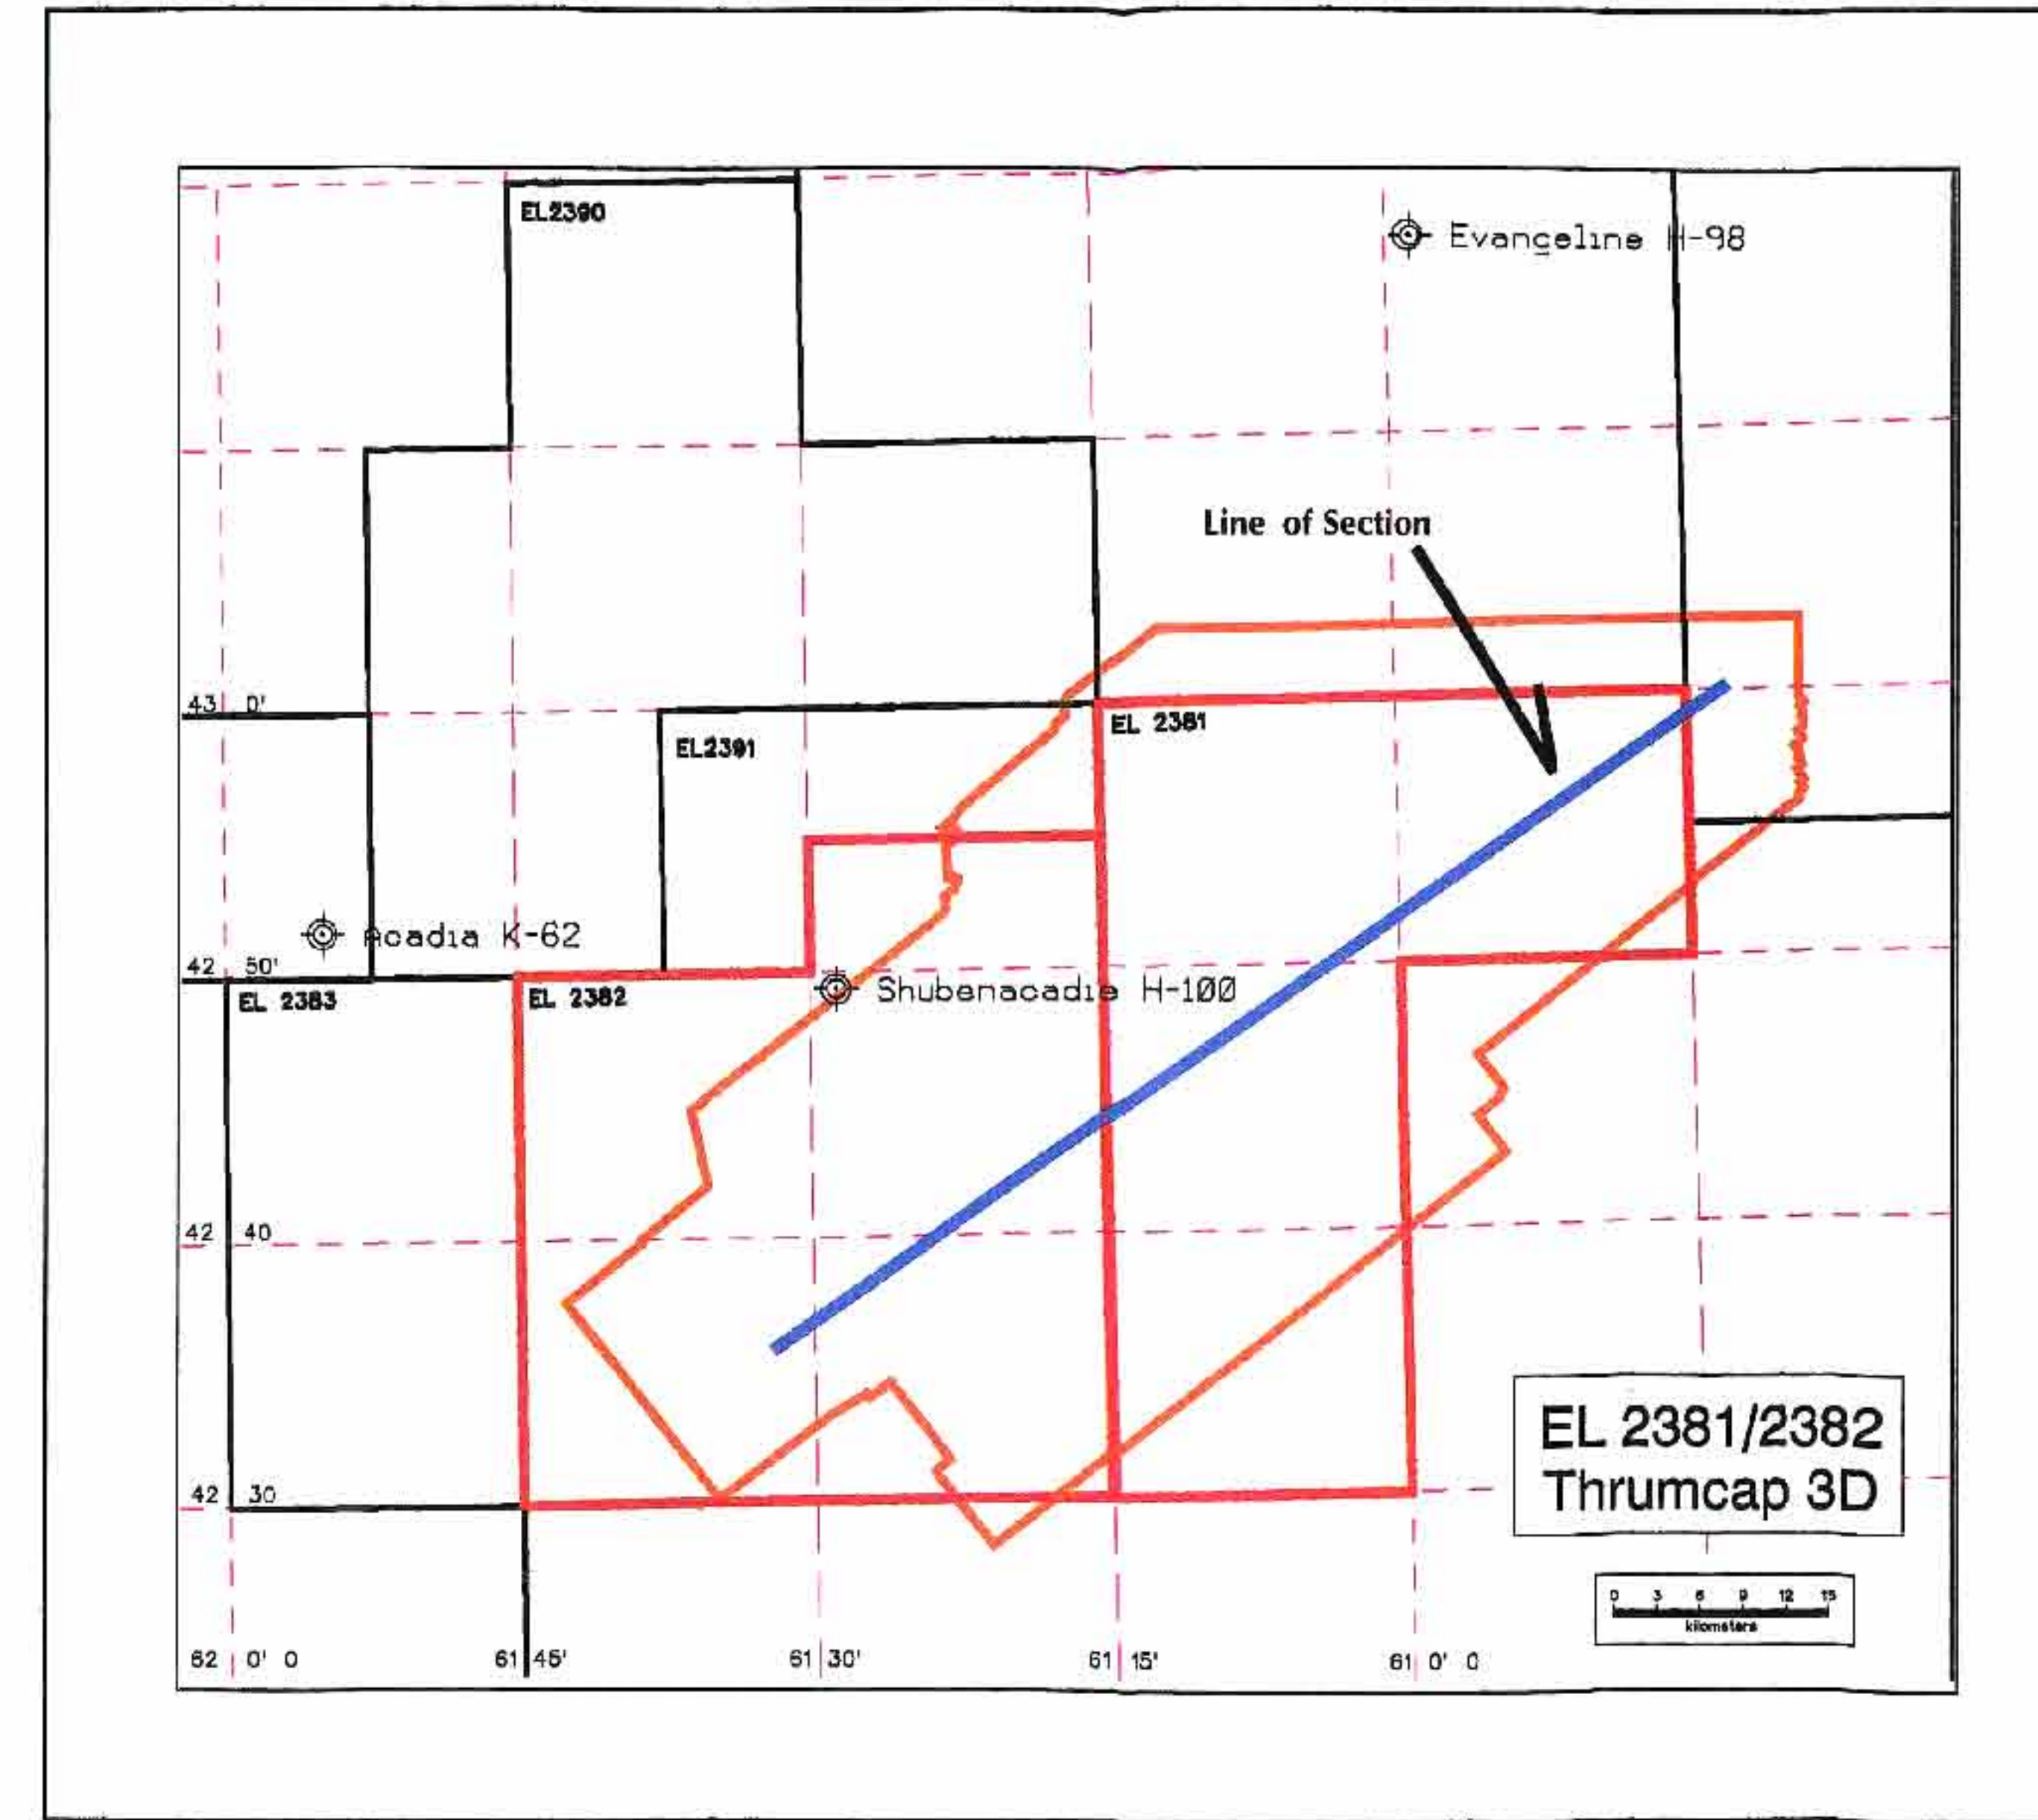 EL2390
Evangeline H-98
Line of Section
43 0'
EL 2381
EL2391
Acadia K-62
42 50'
EL 2383
EL 2382
Shubenacadie H-100
42 40
EL 2381/2382
Thrumcap 3D
42 30
0 3 6 9 12 15
kilometers
62 0' 0
61 45'
61 30'
61 15'
61 0' 0